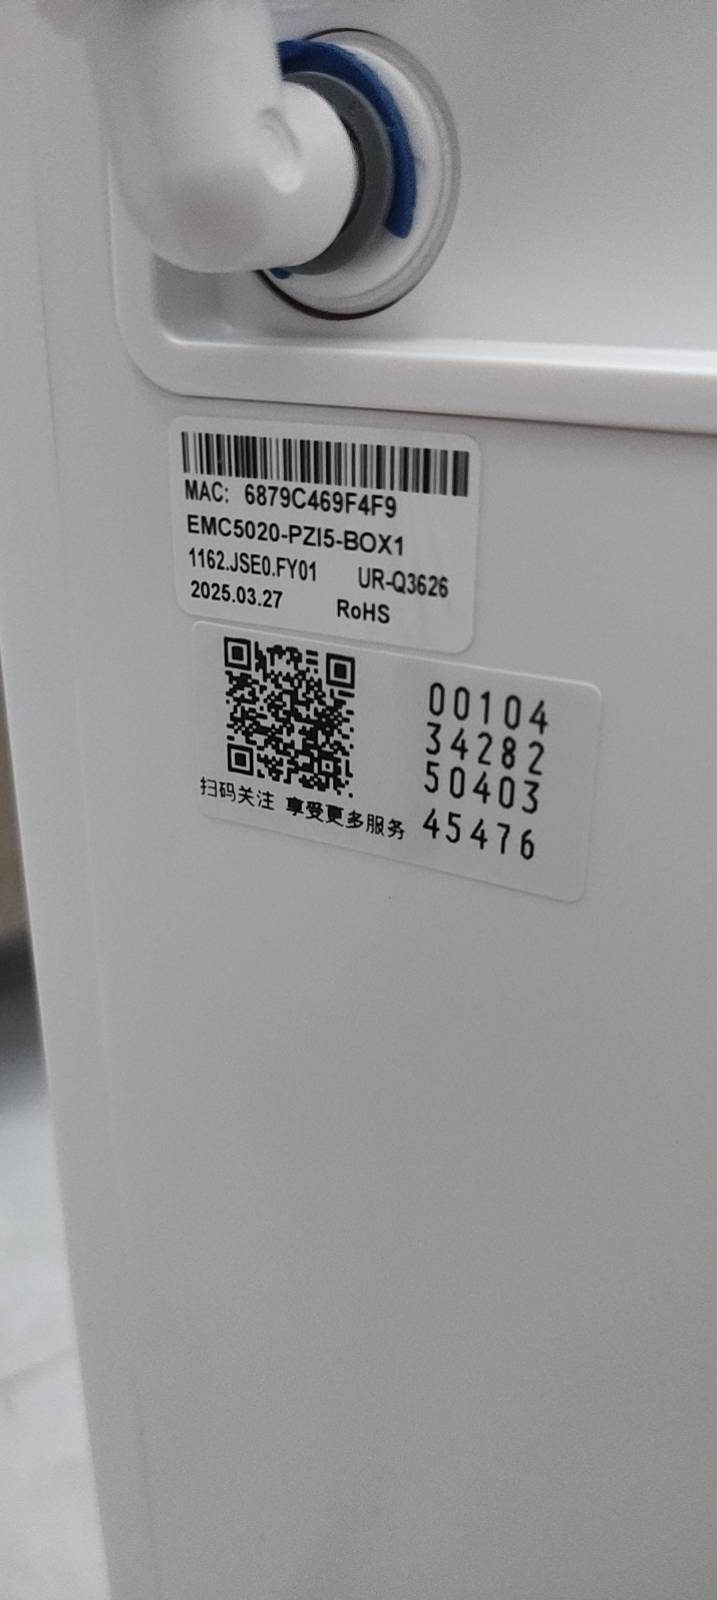 MAC: 6879C469F4F9
EMC5020-PZI5-BOX1
1162.JSE0.FY01 UR-Q3626
2025.03.27 RoHS
00104
34282
50403
45476
扫码关注 享受更多服务